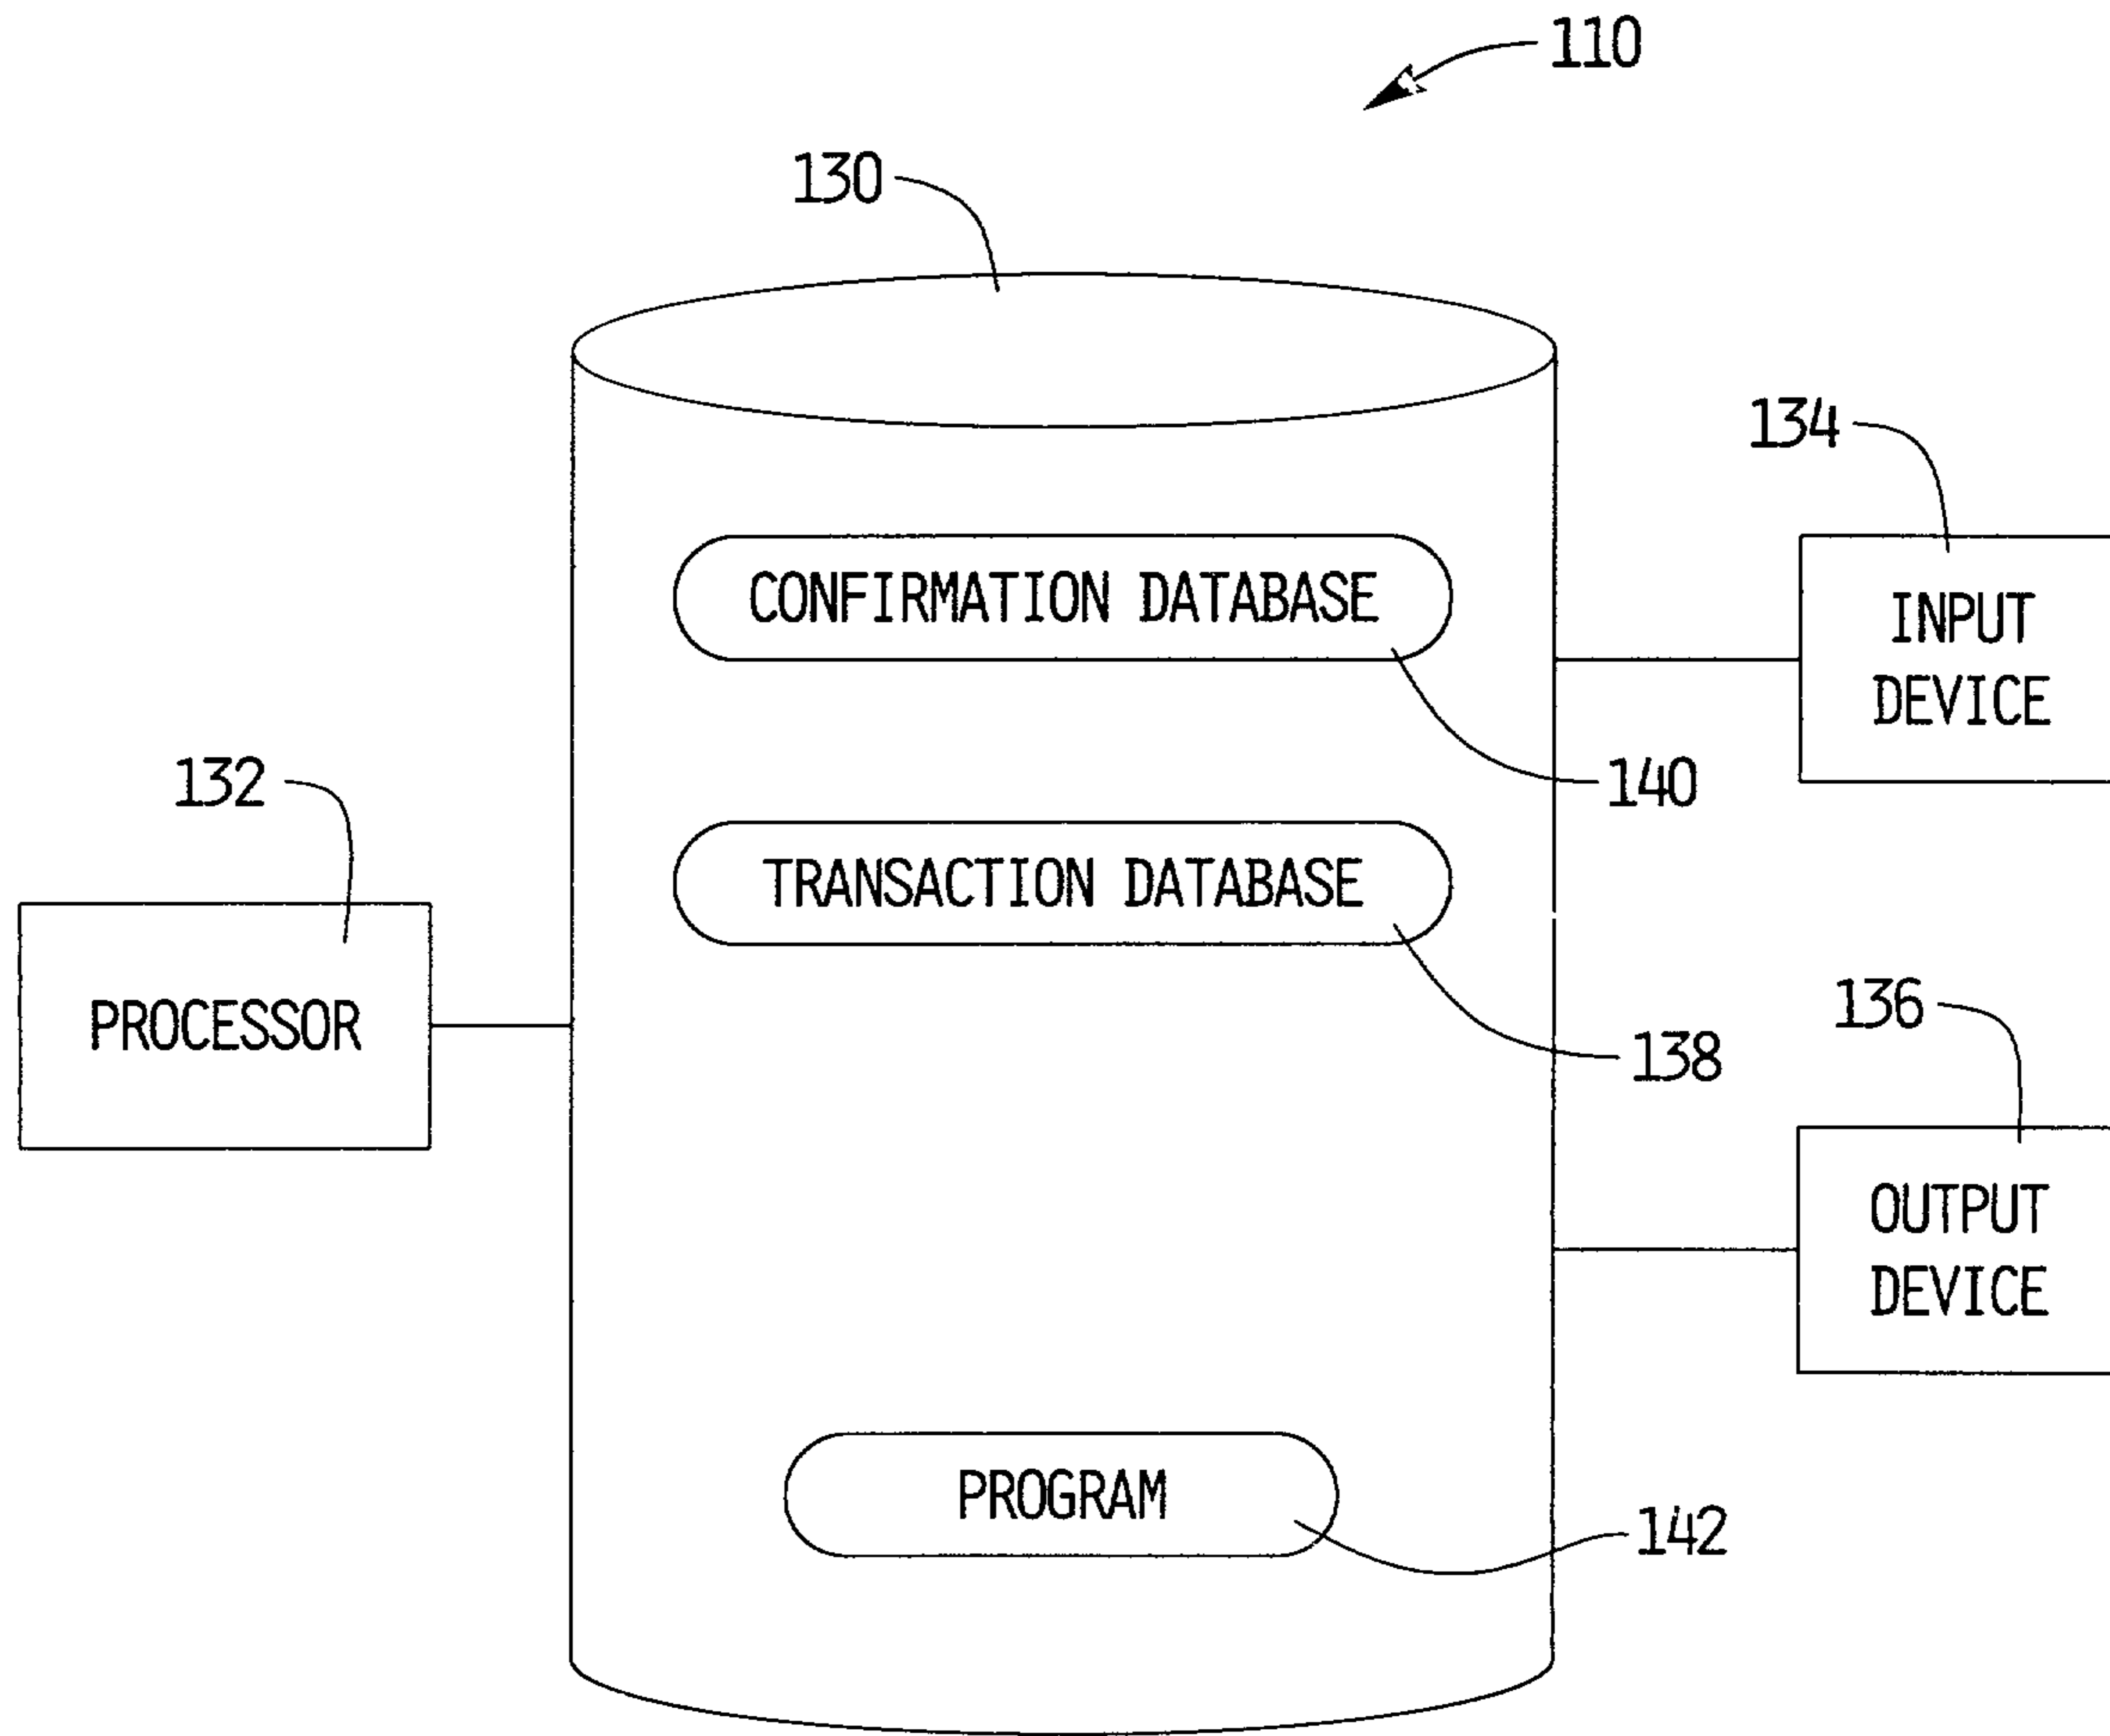 110
130
134
CONFIRMATION DATABASE
INPUT
DEVICE
140
132
TRANSACTION DATABASE
PROCESSOR
138
136
OUTPUT
DEVICE
PROGRAM
142